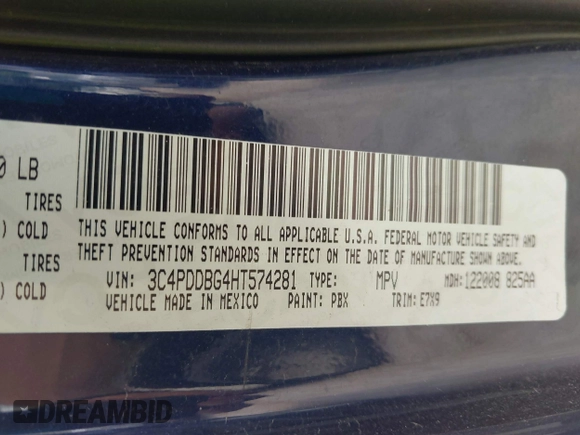 0 LB
TIRES
) COLD
TIRES
) COLD
THIS VEHICLE CONFORMS TO ALL APPLICABLE U.S.A. FEDERAL MOTOR VEHICLE SAFETY AND
THEFT PREVENTION STANDARDS IN EFFECT ON THE DATE OF MANUFACTURE SHOWN ABOVE.
VIN: 3C4PDDBG4HT574281 TYPE: MPV MDH: 122008 825AA
VEHICLE MADE IN MEXICO PAINT: PBX TRIM: E7X9
DREAMBID